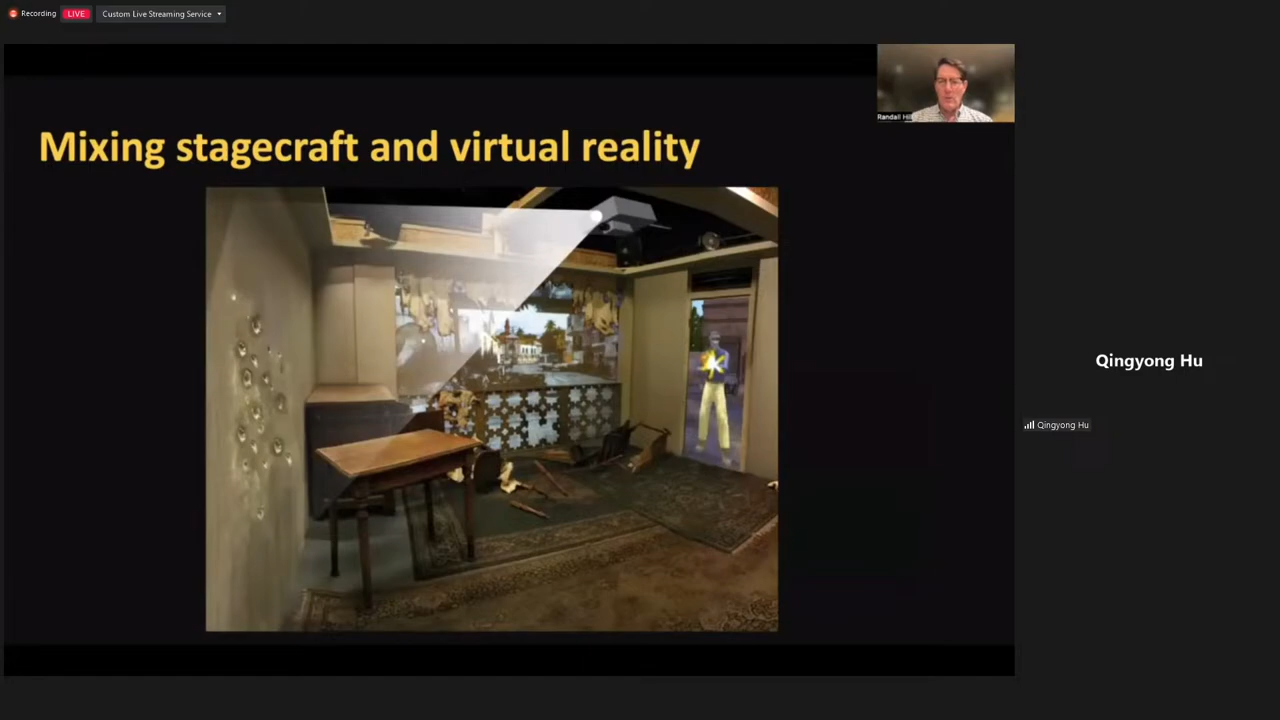 Recording
LIVE
Custom Live Streaming Service
Randall Hill
Mixing stagecraft and virtual reality
Qingyong Hu
Qingyong Hu